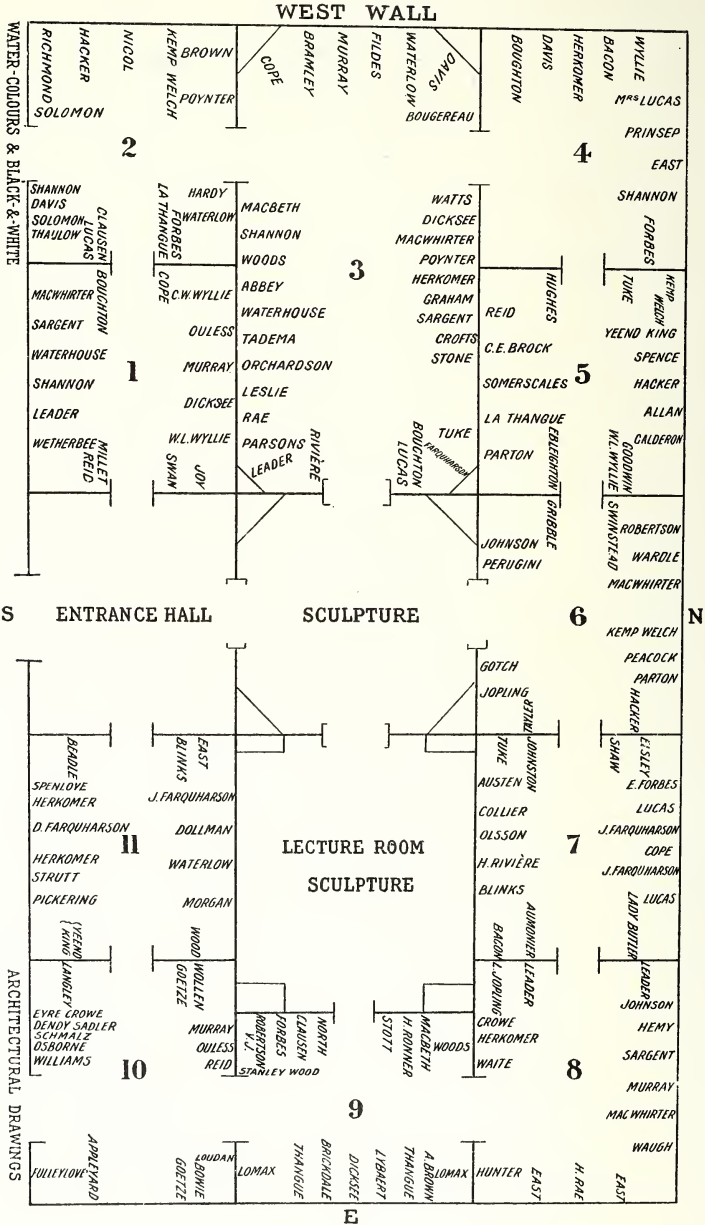 WEST WALL
WATER-COLOURS & BLACK-&-WHITE
RICHMOND
HACKER
NICOL
KEMP WELCH
BROWN
POYNTER
SOLOMON
2
COPE
BRAMLEY
MURRAY
FILDES
WATERLOW
DAVIS
BOUGEREAU
BOUGHTON
DAVIS
HERKOMER
BACON
WYLLIE
MRS LUCAS
PRINSEP
EAST
SHANNON
FORBES
4
SHANNON
DAVIS
SOLOMON
THAULOW
CLAUSEN
LUCAS
LA THANGUE
FORBES
HARDY
WATERLOW
MACBETH
SHANNON
WOODS
ABBEY
WATERHOUSE
TADEMA
ORCHARDSON
LESLIE
RAE
PARSONS
LEADER
RIVIÈRE
3
WATTS
DICKSEE
MACWHIRTER
POYNTER
HERKOMER
GRAHAM
SARGENT
CROFTS
STONE
TUKE
FARQUHARSON
BOUGHTON
LUCAS
BOUGHTON
MACWHIRTER
SARGENT
WATERHOUSE
SHANNON
LEADER
WETHERBEE
MILLET
REID
1
COPE
C.W. WYLLIE
OULESS
MURRAY
DICKSEE
W.L. WYLLIE
JOY
SWAN
HUGHES
REID
C.E. BROCK
SOMERSCALES
LA THANGUE
PARTON
E.B. LEIGHTON
5
TUKE
KEMP WELCH
YEEND KING
SPENCE
HACKER
ALLAN
CALDERON
GOODWIN
W.L. WYLLIE
GRIBBLE
JOHNSON
PERUGINI
SWINSTEAD
ROBERTSON
WARDLE
MACWHIRTER
S
ENTRANCE HALL
SCULPTURE
6
N
KEMP WELCH
PEACOCK
PARTON
HACKER
GOTCH
JOPLING
TAYLER
BEADLE
SPENLOVE
HERKOMER
D. FARQUHARSON
HERKOMER
STRUTT
PICKERING
YEEND KING
11
EAST
BLINKS
J. FARQUHARSON
DOLLMAN
WATERLOW
MORGAN
WOOD
LECTURE ROOM
SCULPTURE
TUKE
JOHNSTON
AUSTEN
COLLIER
OLSSON
H. RIVIÈRE
BLINKS
BACON
AUMONIER
7
SHAW
EISLEY
E. FORBES
LUCAS
J. FARQUHARSON
COPE
J. FARQUHARSON
LUCAS
LADY BUTLER
ARCHITECTURAL DRAWINGS
LANGLEY
EYRE CROWE
DENDY SADLER
SCHMALZ
OSBORNE
WILLIAMS
10
WOLLEN
GOETZE
MURRAY
OULESS
REID
FULLEYLOVE
APPLEYARD
GOETZE
BOWIE
LOUDAN
ROBERTSON
V.J.
FORBES
CLAUSEN
NORTH
STANLEY WOOD
STOTT
H. RONNER
MACBETH
WOODS
9
LOMAX
THANGUE
BRICKDALE
DICKSEE
LYBAERT
THANGUE
A. BROWN
LOMAX
L. JOPLING
LEADER
CROWE
HERKOMER
WAITE
8
LEADER
JOHNSON
HEMY
SARGENT
MURRAY
MACWHIRTER
WAUGH
HUNTER
EAST
H. RAE
EAST
E